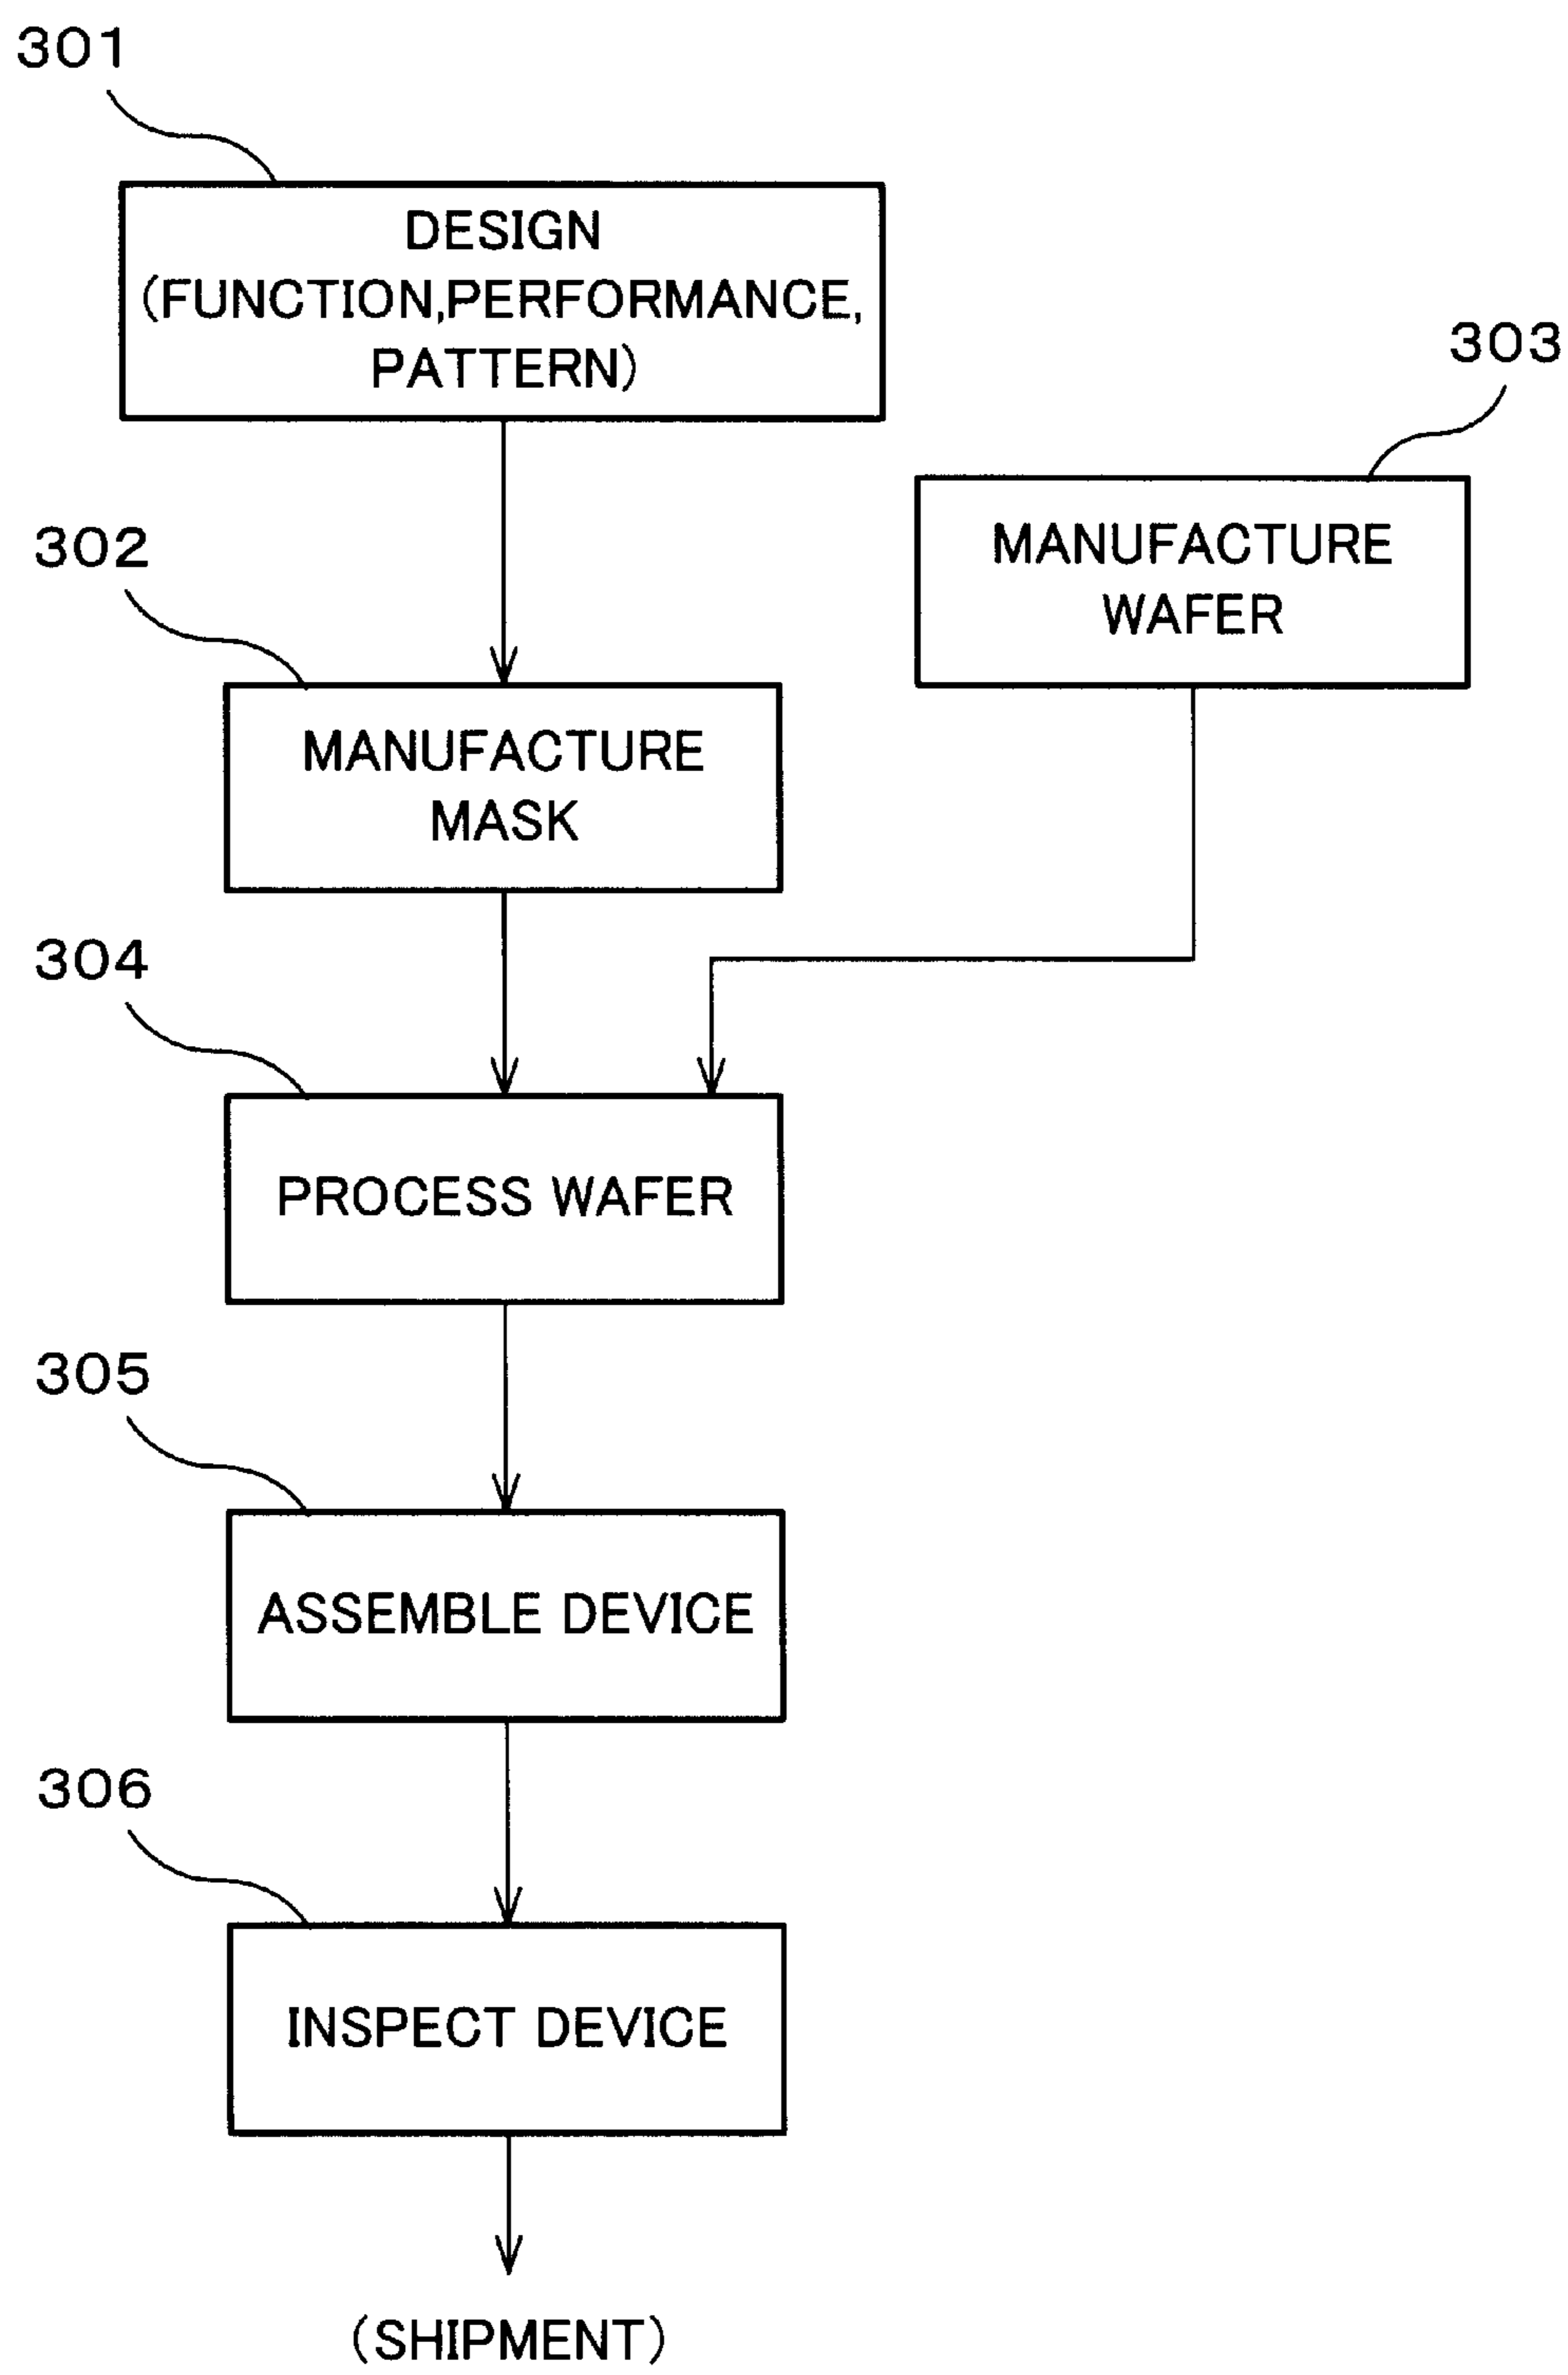 301
DESIGN
(FUNCTION,PERFORMANCE,
PATTERN)
303
MANUFACTURE
WAFER
302
MANUFACTURE
MASK
304
PROCESS WAFER
305
ASSEMBLE DEVICE
306
INSPECT DEVICE
(SHIPMENT)